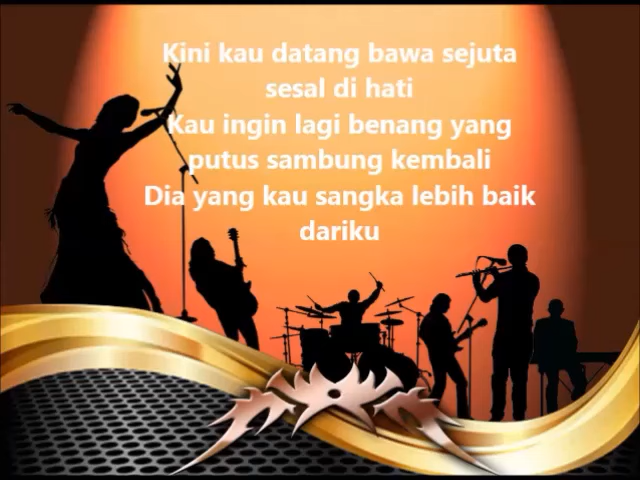 Kini kau datang bawa sejuta
sesal di hati
Kau ingin lagi benang yang
putus sambung kembali
Dia yang kau sangka lebih baik
dariku